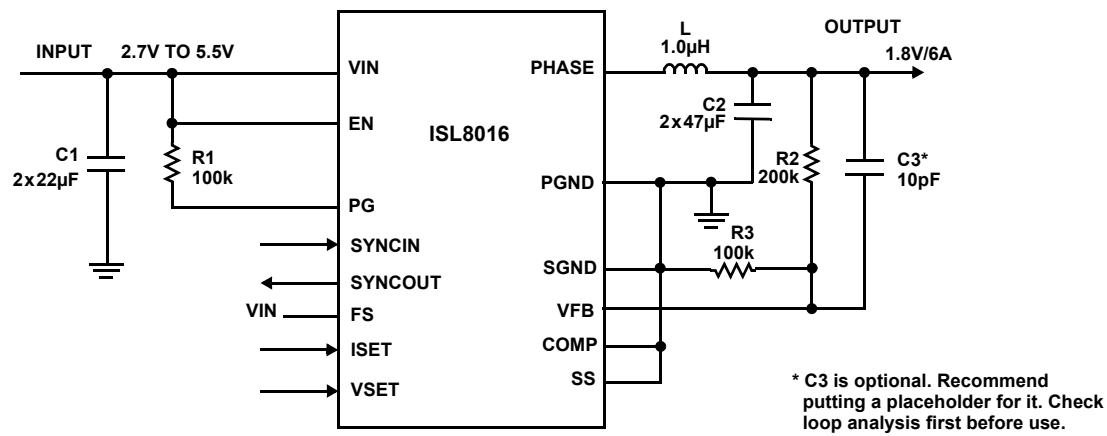 INPUT
2.7V TO 5.5V
C1
2x22µF
R1
100k
VIN
EN
PG
SYNCIN
SYNCOUT
VIN
FS
ISET
VSET
ISL8016
PHASE
PGND
SGND
VFB
COMP
SS
L
1.0µH
OUTPUT
1.8V/6A
C2
2x47µF
R2
200k
C3*
10pF
R3
100k
* C3 is optional. Recommend
putting a placeholder for it. Check
loop analysis first before use.